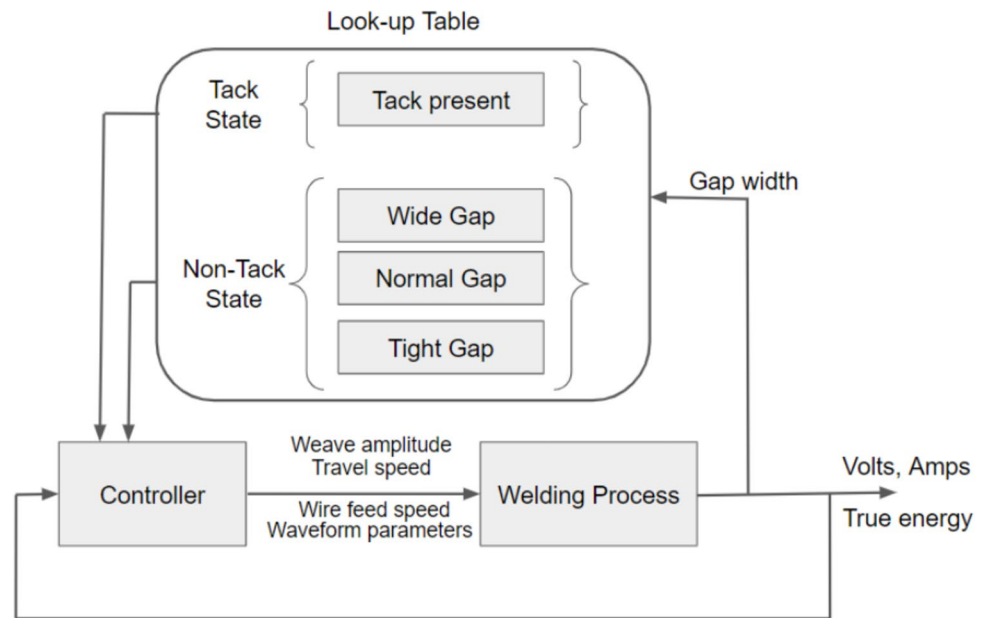 Look-up Table
Tack
State
Tack present
Gap width
Wide Gap
Non-Tack
State
Normal Gap
Tight Gap
Weave amplitude
Travel speed
Controller
Welding Process
Wire feed speed
Waveform parameters
Volts, Amps
True energy